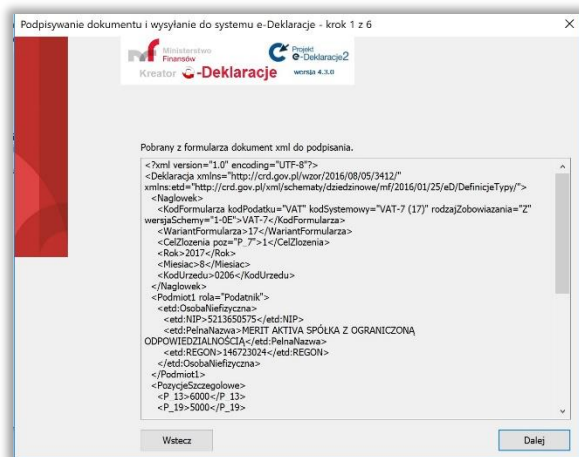 Podpisywanie dokumentu i wysyłanie do systemu e-Deklaracje - krok 1 z 6
Ministerstwo
Finansów
Projekt
e-Deklaracje2
Kreator e-Deklaracje wersja 4.3.0
Pobrany z formularza dokument xml do podpisania.
<?xml version="1.0" encoding="UTF-8"?>
<Deklaracja xmlns="http://crd.gov.pl/wzor/2016/08/05/3412/"
xmlns:etd="http://crd.gov.pl/xml/schematy/dziedzinowe/mf/2016/01/25/eD/DefinicjeTypy/">
<Naglowek>
<KodFormularza kodPodatku="VAT" kodSystemowy="VAT-7 (17)" rodzajZobowiazania="Z"
wersjaSchemy="1-0E">VAT-7</KodFormularza>
<WariantFormularza>17</WariantFormularza>
<CelZlozenia poz="P_7">1</CelZlozenia>
<Rok>2017</Rok>
<Miesiac>8</Miesiac>
<KodUrzedu>0206</KodUrzedu>
</Naglowek>
<Podmiot1 rola="Podatnik">
<etd:OsobaNiefizyczna>
<etd:NIP>5213650575</etd:NIP>
<etd:PelnaNazwa>MERIT AKTIVA SPÓŁKA Z OGRANICZONĄ
ODPOWIEDZIALNOŚCIĄ</etd:PelnaNazwa>
<etd:REGON>146723024</etd:REGON>
</etd:OsobaNiefizyczna>
</Podmiot1>
<PozycjeSzczegolowe>
<P_13>6000</P_13>
<P_19>5000</P_19>
Wstecz
Dalej